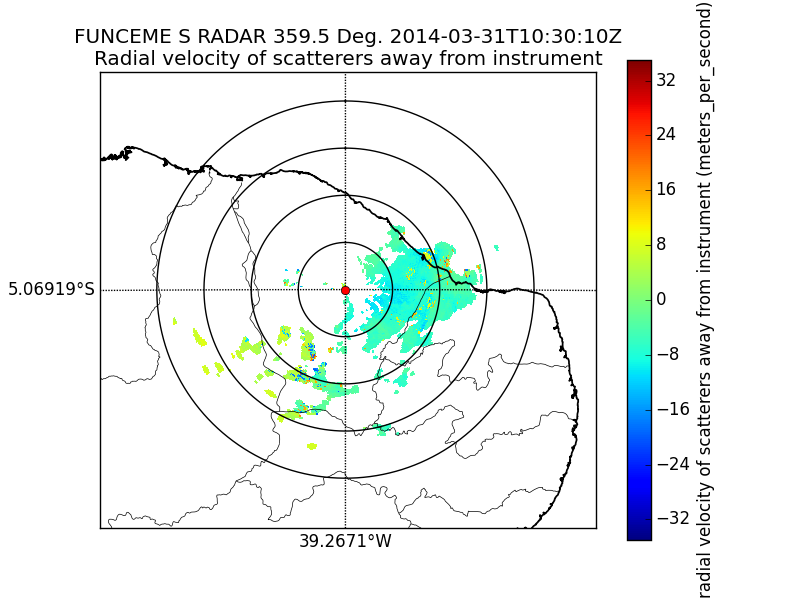 FUNCEME S RADAR 359.5 Deg. 2014-03-31T10:30:10Z
Radial velocity of scatterers away from instrument
5.06919°S
39.2671°W
32
24
16
8
0
−8
−16
−24
−32
radial velocity of scatterers away from instrument (meters_per_second)